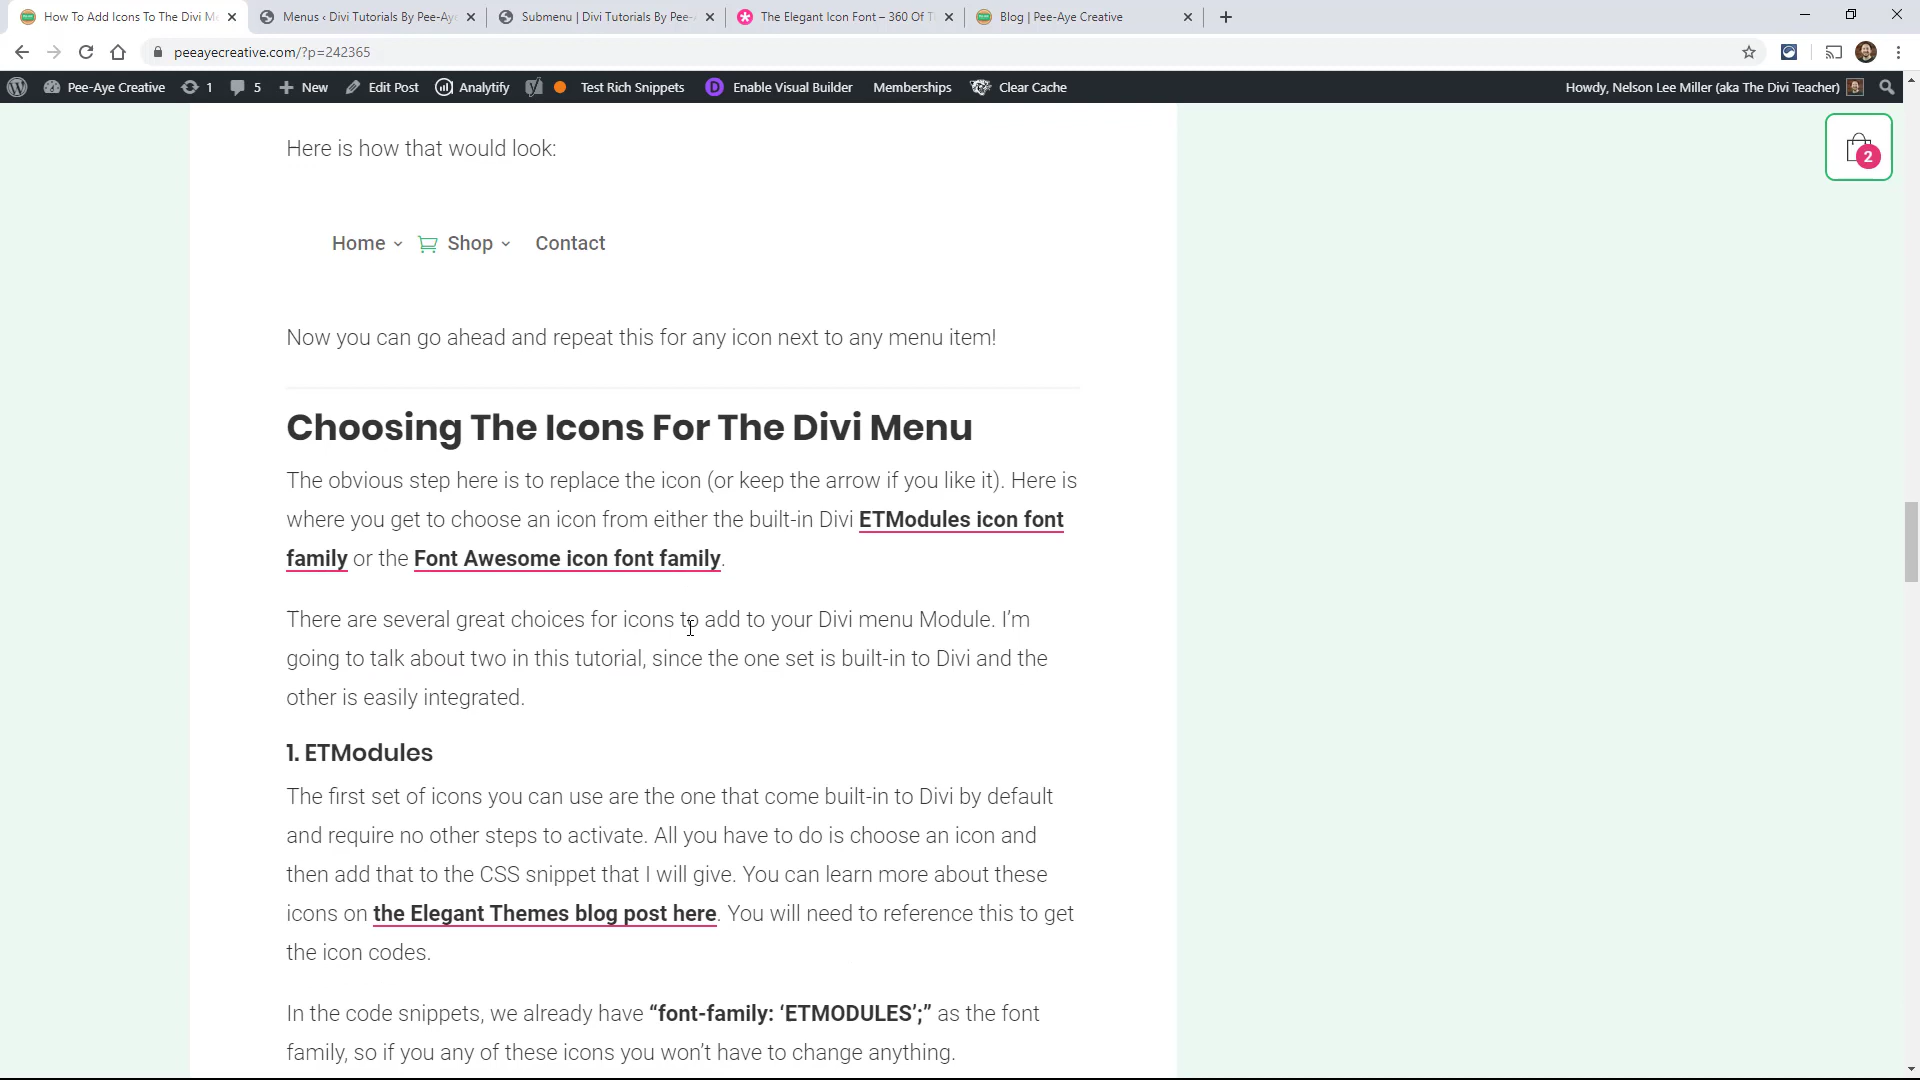 How To Add Icons To The Divi M
Menus ‹ Divi Tutorials By Pee-Aye
Submenu | Divi Tutorials By Pee-
The Elegant Icon Font – 360 Of T
Blog | Pee-Aye Creative
peeayecreative.com/?p=242365
Pee-Aye Creative 1 5 New Edit Post Analytify Test Rich Snippets D Enable Visual Builder Memberships Clear Cache Howdy, Nelson Lee Miller (aka The Divi Teacher)
2
Here is how that would look:
Home Shop Contact
Now you can go ahead and repeat this for any icon next to any menu item!
Choosing The Icons For The Divi Menu
The obvious step here is to replace the icon (or keep the arrow if you like it). Here is
where you get to choose an icon from either the built-in Divi ETModules icon font
family or the Font Awesome icon font family.
There are several great choices for icons to add to your Divi menu Module. I’m
going to talk about two in this tutorial, since the one set is built-in to Divi and the
other is easily integrated.
1. ETModules
The first set of icons you can use are the one that come built-in to Divi by default
and require no other steps to activate. All you have to do is choose an icon and
then add that to the CSS snippet that I will give. You can learn more about these
icons on the Elegant Themes blog post here. You will need to reference this to get
the icon codes.
In the code snippets, we already have “font-family: ‘ETMODULES’;” as the font
family, so if you any of these icons you won’t have to change anything.